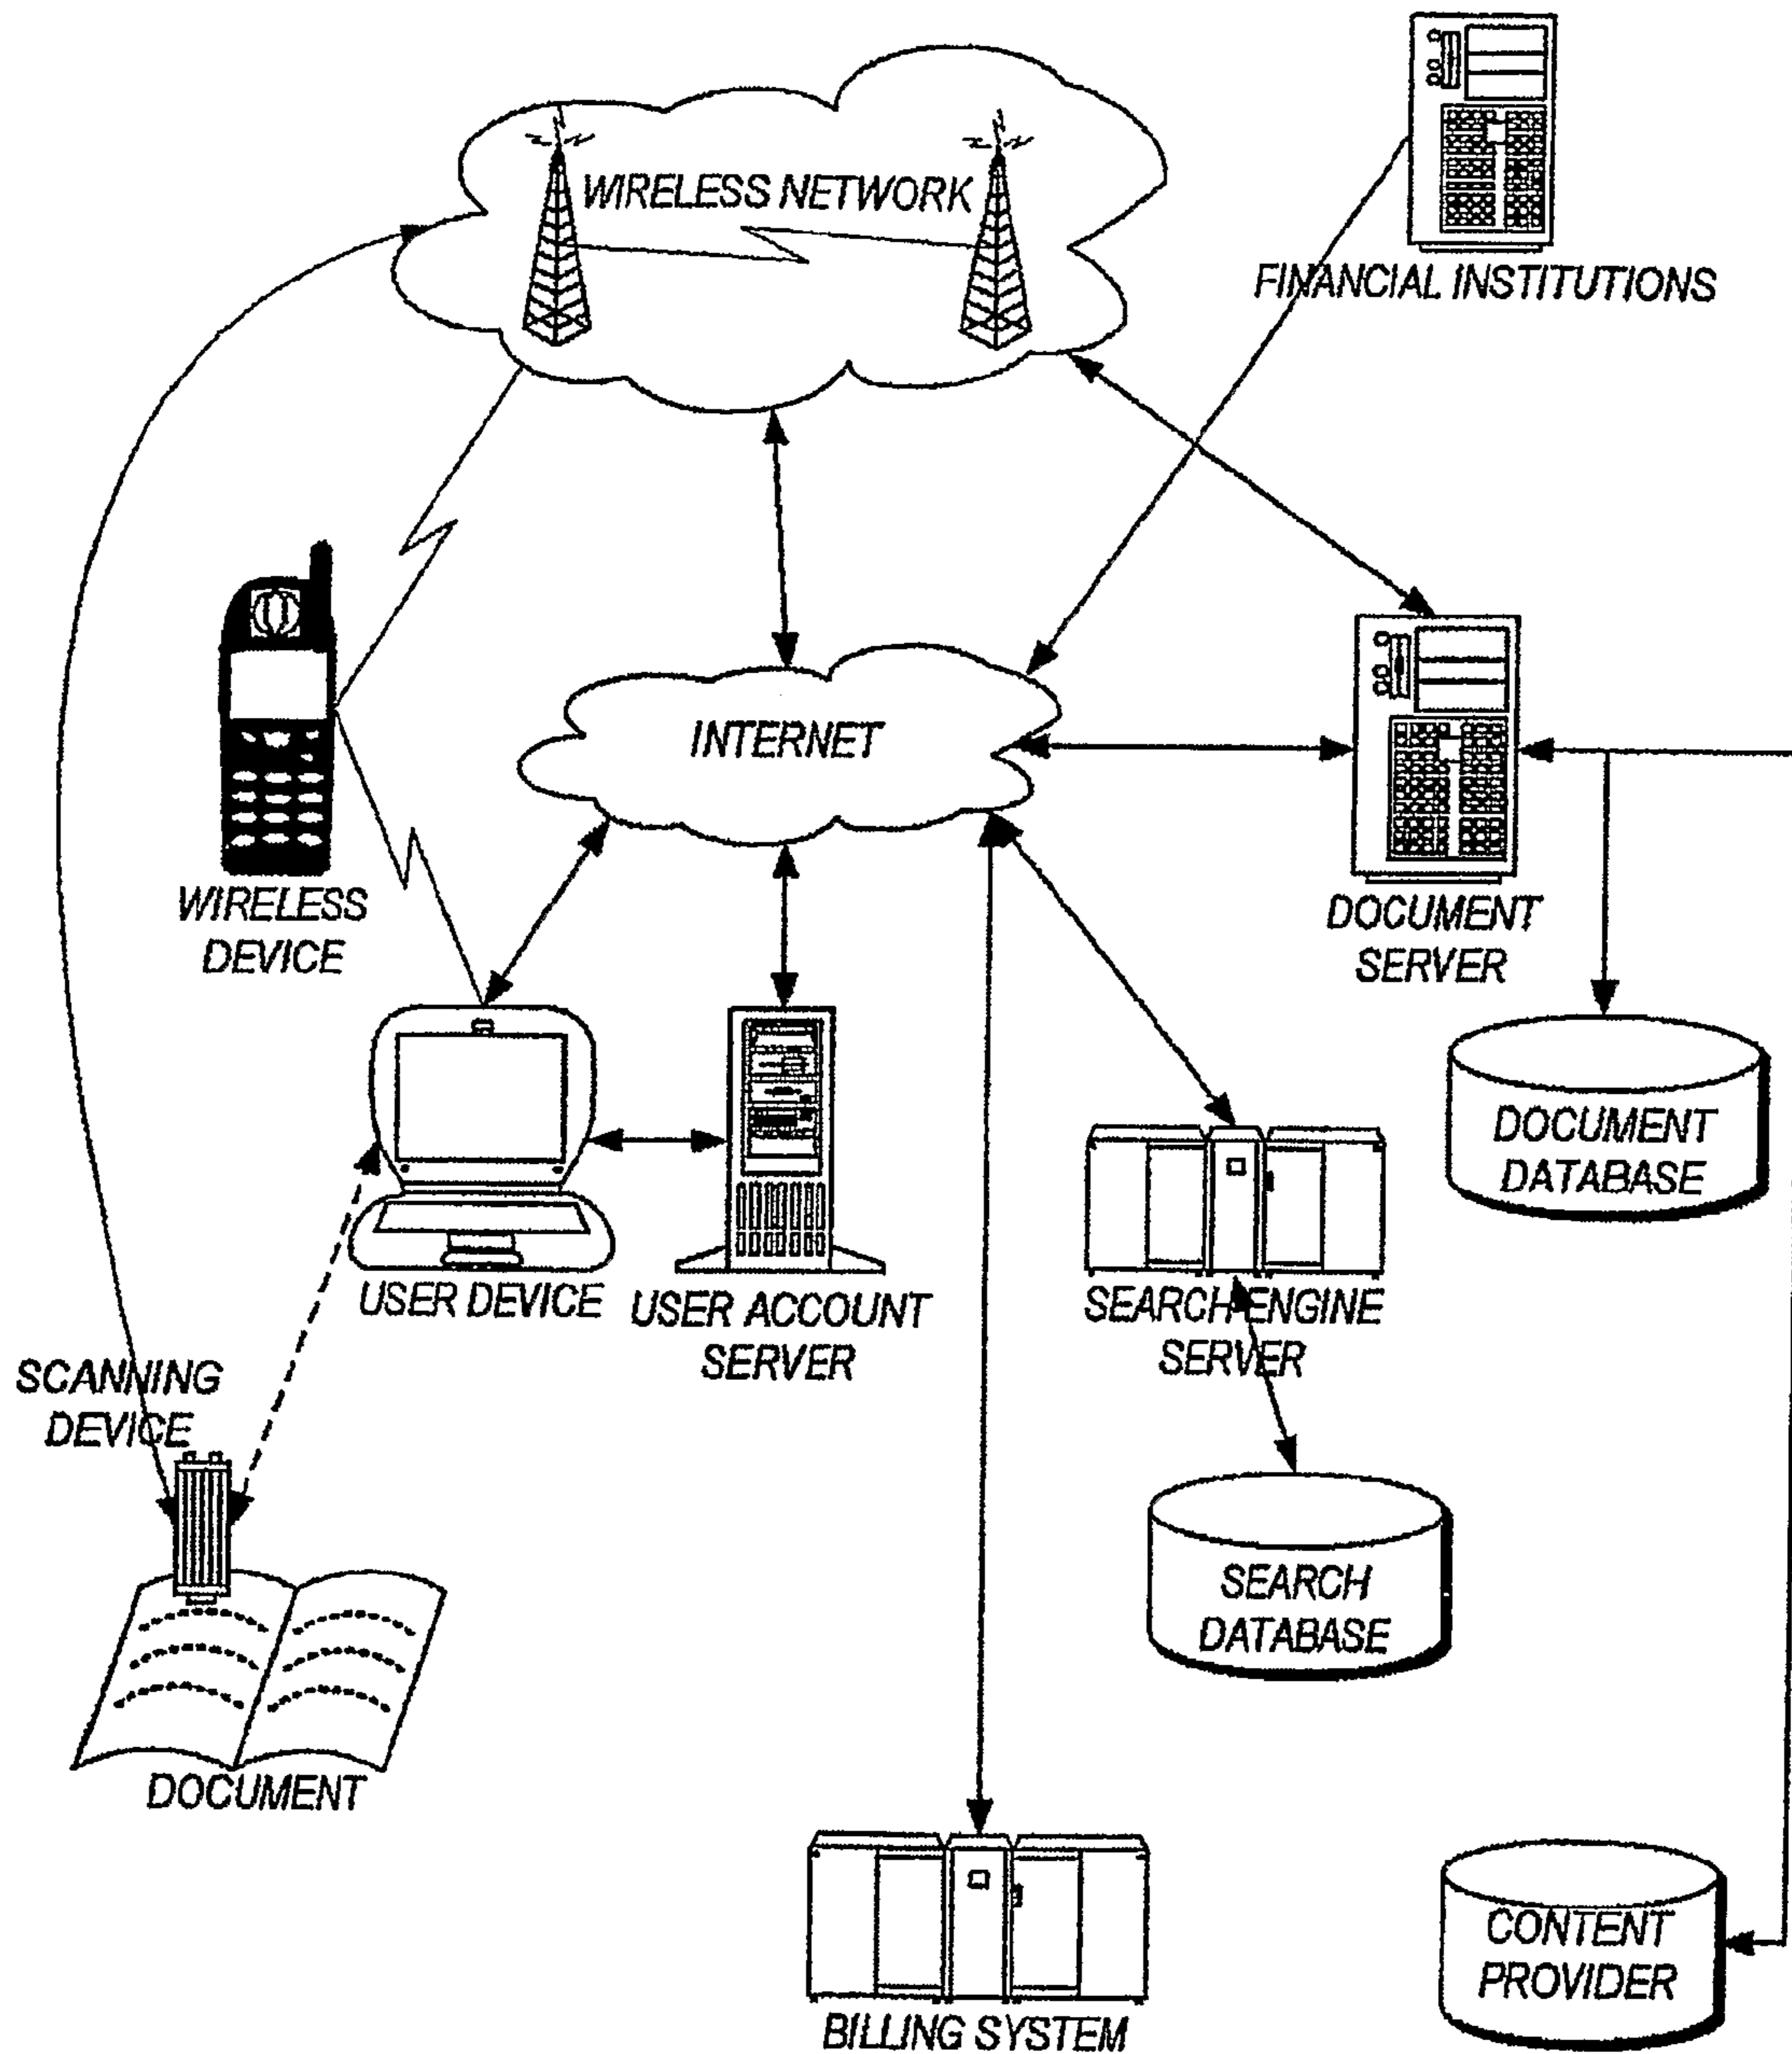 WIRELESS NETWORK
FINANCIAL INSTITUTIONS
INTERNET
WIRELESS
DEVICE
DOCUMENT
SERVER
DOCUMENT
DATABASE
USER DEVICE
USER ACCOUNT
SERVER
SEARCH ENGINE
SERVER
SCANNING
DEVICE
SEARCH
DATABASE
DOCUMENT
CONTENT
PROVIDER
BILLING SYSTEM